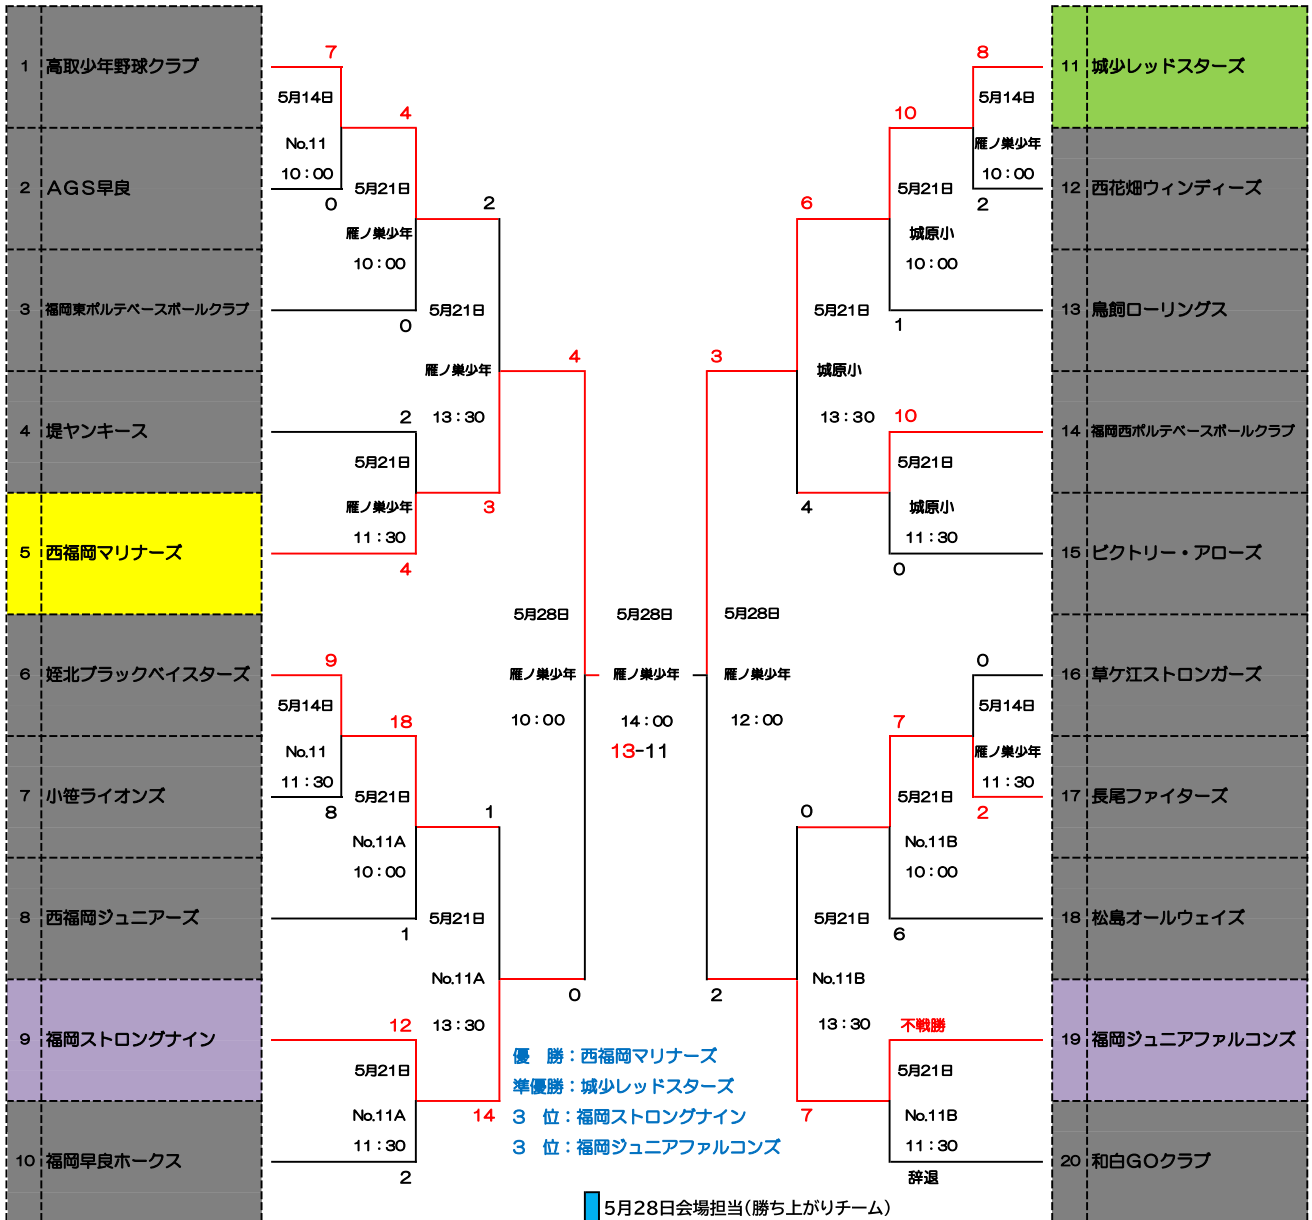 1 高取少年野球クラブ
2 AGS早良
3 福岡東ポルテベースボールクラブ
4 堤ヤンキース
5 西福岡マリナーズ
6 姪北ブラックベイスターズ
7 小笹ライオンズ
8 西福岡ジュニアーズ
9 福岡ストロングナイン
10 福岡早良ホークス
7
5月14日
No.11
10:00
0
4
5月21日
雁ノ巣少年
10:00
0
2
5月21日
雁ノ巣少年
13:30
3
2
5月21日
雁ノ巣少年
11:30
4
9
5月14日
No.11
11:30
8
18
5月21日
No.11A
10:00
1
1
5月21日
No.11A
13:30
14
12
5月21日
No.11A
11:30
2
4
5月28日
雁ノ巣少年
10:00
0
5月28日
雁ノ巣少年
14:00
13-11
3
5月28日
雁ノ巣少年
12:00
2
6
5月21日
城原小
13:30
4
10
5月21日
城原小
10:00
1
8
5月14日
雁ノ巣少年
10:00
2
10
5月21日
城原小
11:30
0
0
5月14日
雁ノ巣少年
11:30
2
7
5月21日
No.11B
10:00
6
0
5月21日
No.11B
13:30
7
不戦勝
5月21日
No.11B
11:30
辞退
11 城少レッドスターズ
12 西花畑ウィンディーズ
13 鳥飼ローリングス
14 福岡西ポルテベースボールクラブ
15 ビクトリー・アローズ
16 草ケ江ストロンガーズ
17 長尾ファイターズ
18 松島オールウェイズ
19 福岡ジュニアファルコンズ
20 和白GOクラブ
優 勝:西福岡マリナーズ
準優勝:城少レッドスターズ
3 位:福岡ストロングナイン
3 位:福岡ジュニアファルコンズ
5月28日会場担当(勝ち上がりチーム)